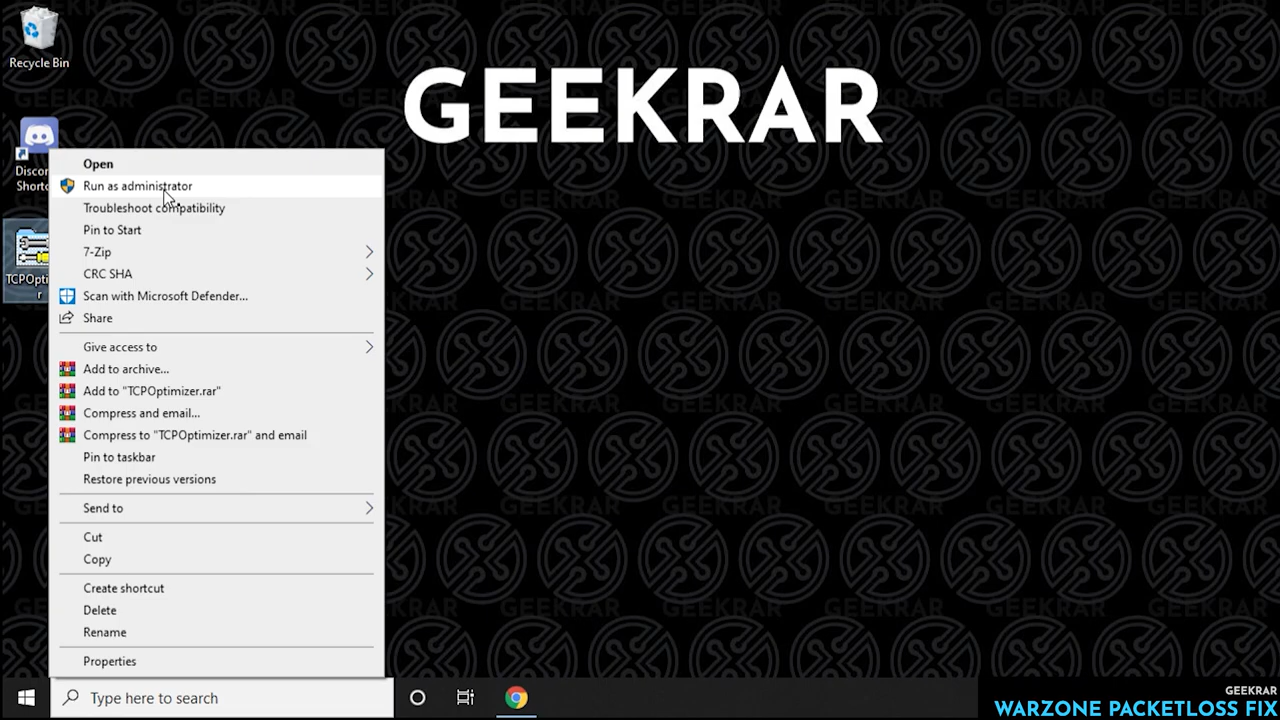 Recycle Bin
GEEKRAR
Discor
Shorto
TCPOpti
r
Open
Run as administrator
Troubleshoot compatibility
Pin to Start
7-Zip
CRC SHA
Scan with Microsoft Defender...
Share
Give access to
Add to archive...
Add to "TCPOptimizer.rar"
Compress and email...
Compress to "TCPOptimizer.rar" and email
Pin to taskbar
Restore previous versions
Send to
Cut
Copy
Create shortcut
Delete
Rename
Properties
Type here to search
GEEKRAR
WARZONE PACKETLOSS FIX